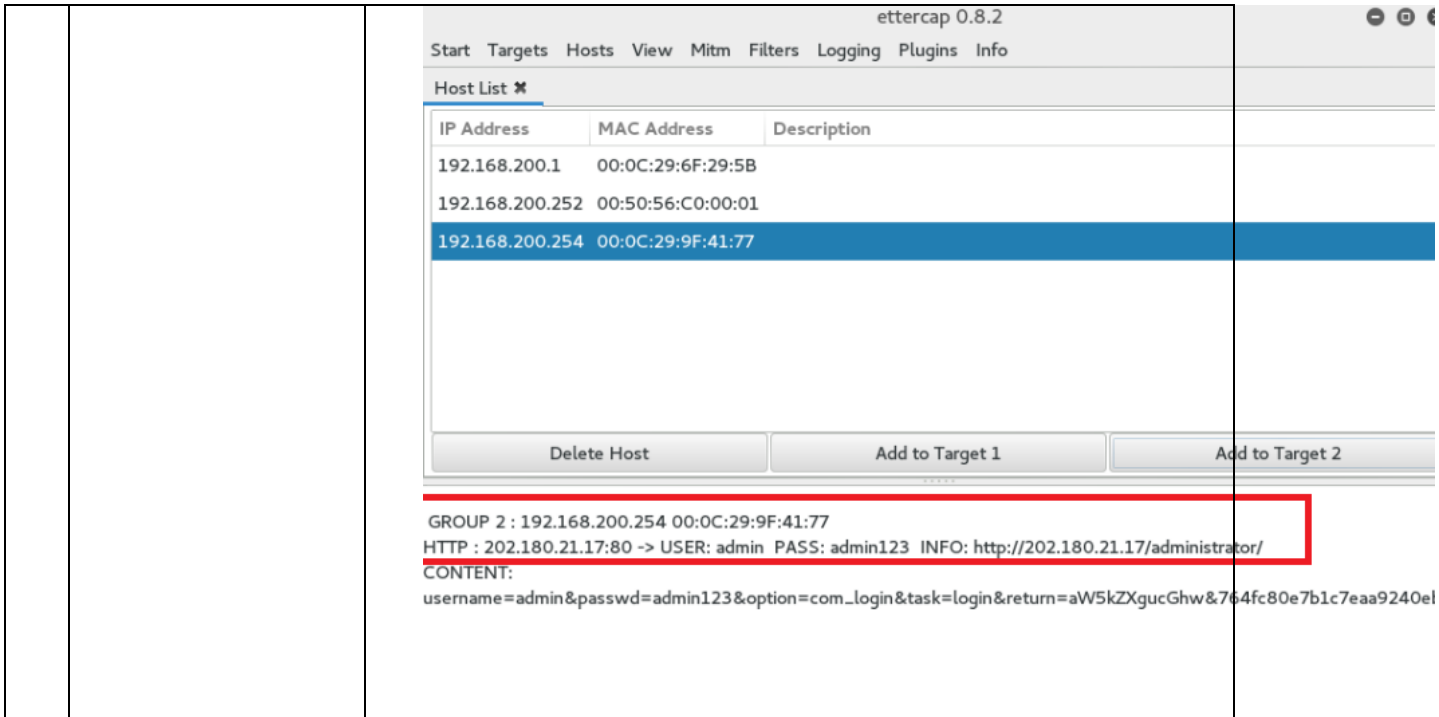 ettercap 0.8.2
Start Targets Hosts View Mitm Filters Logging Plugins Info
Host List ✖
IP Address MAC Address Description
192.168.200.1 00:0C:29:6F:29:5B
192.168.200.252 00:50:56:C0:00:01
192.168.200.254 00:0C:29:9F:41:77
Delete Host Add to Target 1 Add to Target 2
GROUP 2 : 192.168.200.254 00:0C:29:9F:41:77
HTTP : 202.180.21.17:80 -> USER: admin PASS: admin123 INFO: http://202.180.21.17/administrator/
CONTENT:
username=admin&passwd=admin123&option=com_login&task=login&return=aW5kZXgucGhw&764fc80e7b1c7eaa9240e